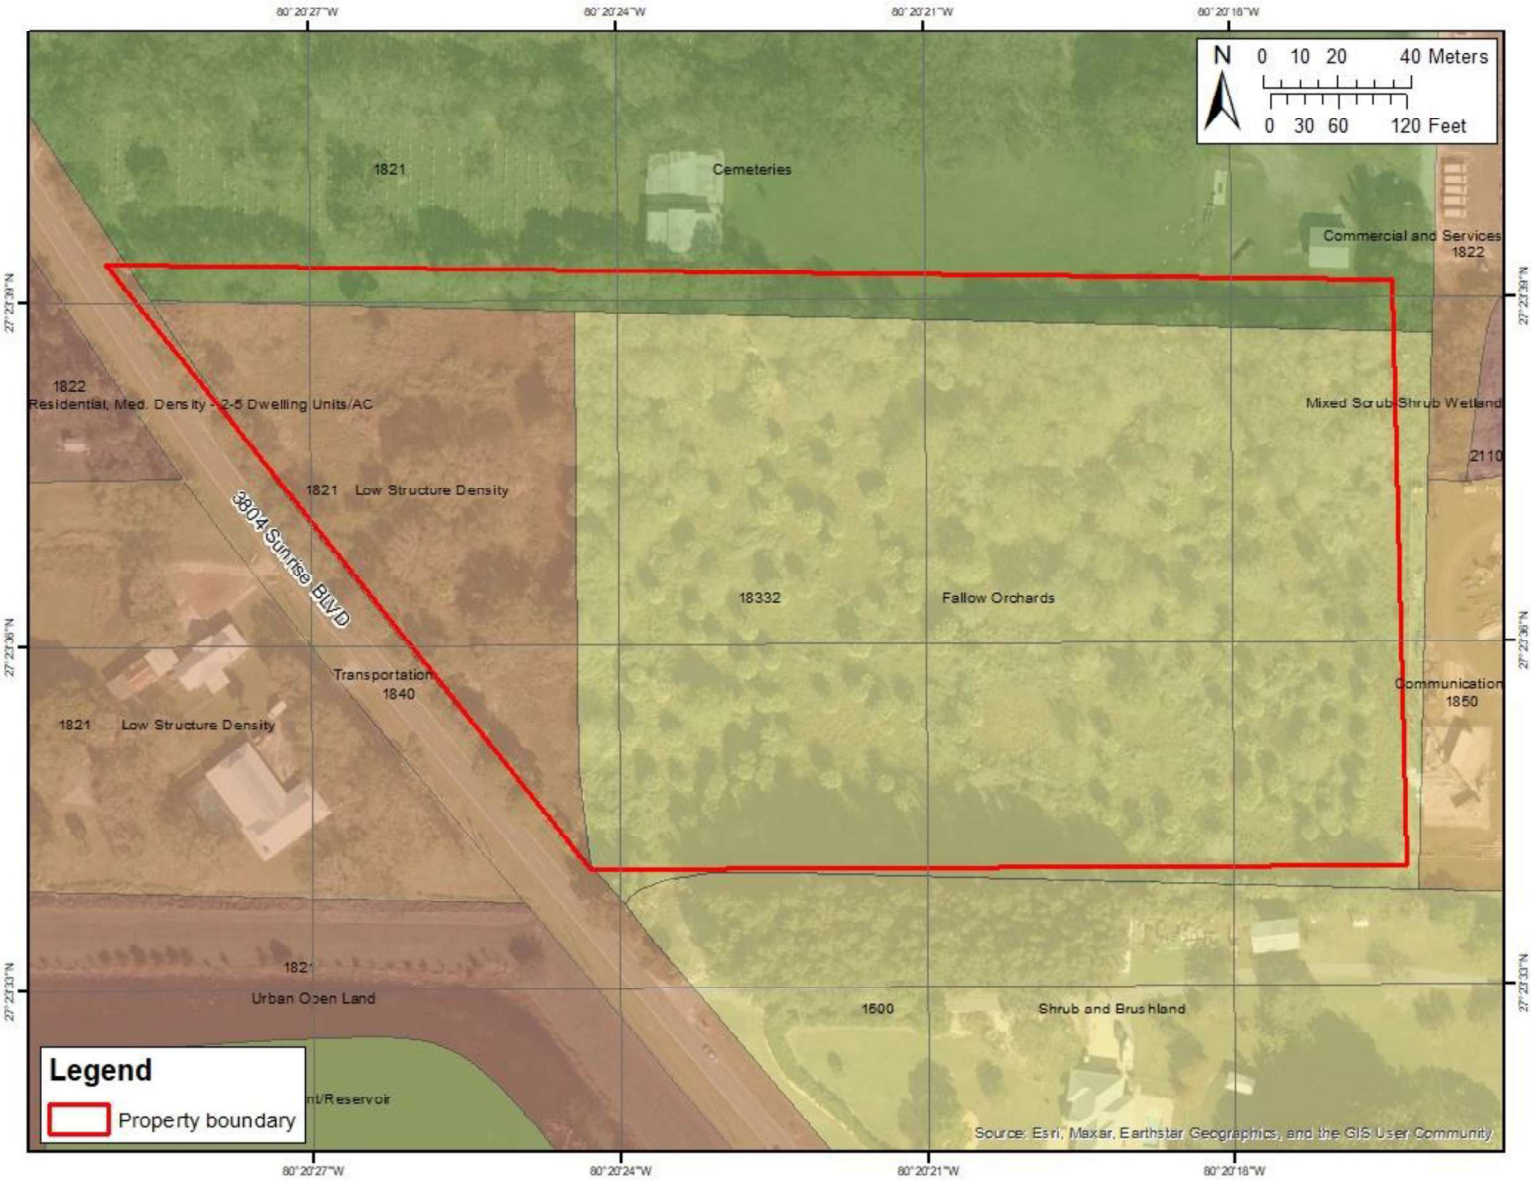 80°20'27"W 80°20'24"W 80°20'21"W 80°20'18"W
N 0 10 20 40 Meters
0 30 60 120 Feet
1821 Cemeteries
Commercial and Services
1822
27°23'39"N 27°23'39"N
1822
Residential, Med. Density - 2-5 Dwelling Units/AC
Mixed Scrub-Shrub Wetland
2110
1821 Low Structure Density
3804 Sunrise BLVD
18332 Fallow Orchards
27°23'36"N 27°23'36"N
Transportation
1840
Communication
1850
1821 Low Structure Density
1821
Urban Open Land
27°23'33"N 27°23'33"N
1500 Shrub and Brushland
Legend
Property boundary
nt/Reservoir
Source: Esri, Maxar, Earthstar Geographics, and the GIS User Community
80°20'27"W 80°20'24"W 80°20'21"W 80°20'18"W